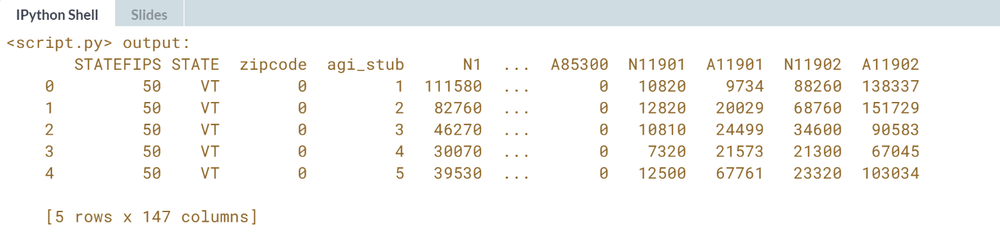 IPython Shell Slides
<script.py> output:
STATEFIPS STATE zipcode agi_stub N1 ... A85300 N11901 A11901 N11902 A11902
0 50 VT 0 1 111580 ... 0 10820 9734 88260 138337
1 50 VT 0 2 82760 ... 0 12820 20029 68760 151729
2 50 VT 0 3 46270 ... 0 10810 24499 34600 90583
3 50 VT 0 4 30070 ... 0 7320 21573 21300 67045
4 50 VT 0 5 39530 ... 0 12500 67761 23320 103034
[5 rows x 147 columns]